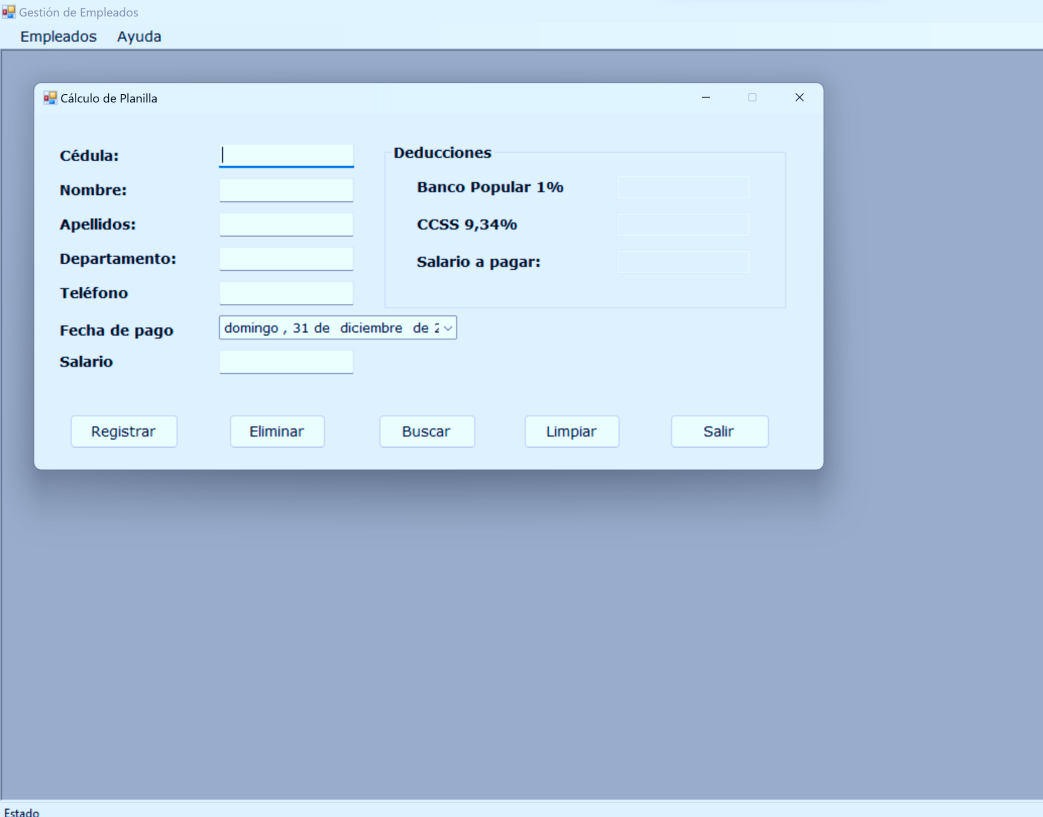 Gestión de Empleados
Empleados Ayuda
Cálculo de Planilla
Cédula:
Nombre:
Apellidos:
Departamento:
Teléfono
Fecha de pago
domingo , 31 de diciembre de
Salario
Deducciones
Banco Popular 1%
CCSS 9,34%
Salario a pagar:
Registrar Eliminar Buscar Limpiar Salir
Estado